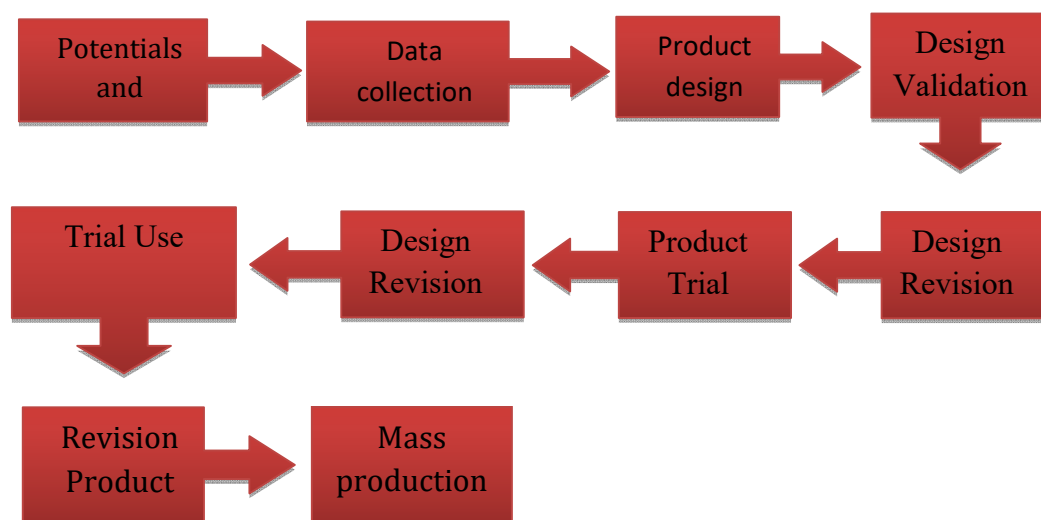 Potentials
and
Data
collection
Product
design
Design
Validation
Design
Revision
Product
Trial
Design
Revision
Trial Use
Revision
Product
Mass
production